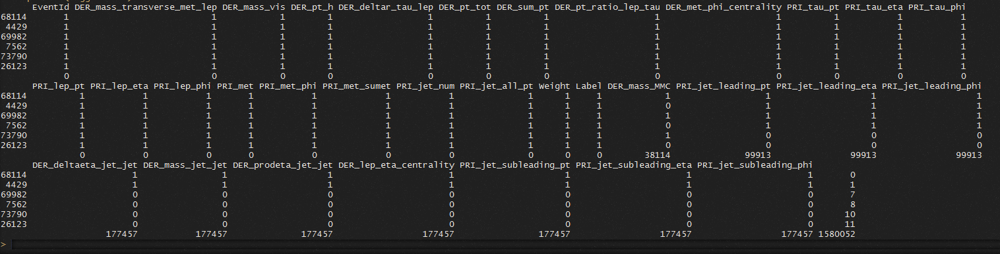 EventId DER_mass_transverse_met_lep DER_mass_vis DER_pt_h DER_deltar_tau_lep DER_pt_tot DER_sum_pt DER_pt_ratio_lep_tau DER_met_phi_centrality PRI_tau_pt PRI_tau_eta PRI_tau_phi
68114 1 1 1 1 1 1 1 1 1 1 1 1
4429 1 1 1 1 1 1 1 1 1 1 1 1
69982 1 1 1 1 1 1 1 1 1 1 1 1
7562 1 1 1 1 1 1 1 1 1 1 1 1
73790 1 1 1 1 1 1 1 1 1 1 1 1
26123 1 1 1 1 1 1 1 1 1 1 1 1
0 0 0 0 0 0 0 0 0 0 0 0
PRI_lep_pt PRI_lep_eta PRI_lep_phi PRI_met PRI_met_phi PRI_met_sumet PRI_jet_num PRI_jet_all_pt Weight Label DER_mass_MMC PRI_jet_leading_pt PRI_jet_leading_eta PRI_jet_leading_phi
68114 1 1 1 1 1 1 1 1 1 1 1 1 1 1
4429 1 1 1 1 1 1 1 1 1 1 0 1 1 1
69982 1 1 1 1 1 1 1 1 1 1 1 1 1 1
7562 1 1 1 1 1 1 1 1 1 1 0 1 1 1
73790 1 1 1 1 1 1 1 1 1 1 1 0 0 0
26123 1 1 1 1 1 1 1 1 1 1 0 0 0 0
0 0 0 0 0 0 0 0 0 0 38114 99913 99913 99913
DER_deltaeta_jet_jet DER_mass_jet_jet DER_prodeta_jet_jet DER_lep_eta_centrality PRI_jet_subleading_pt PRI_jet_subleading_eta PRI_jet_subleading_phi
68114 1 1 1 1 1 1 1 0
4429 1 1 1 1 1 1 1 1
69982 0 0 0 0 0 0 0 7
7562 0 0 0 0 0 0 0 8
73790 0 0 0 0 0 0 0 10
26123 0 0 0 0 0 0 0 11
177457 177457 177457 177457 177457 177457 177457 1580052
>